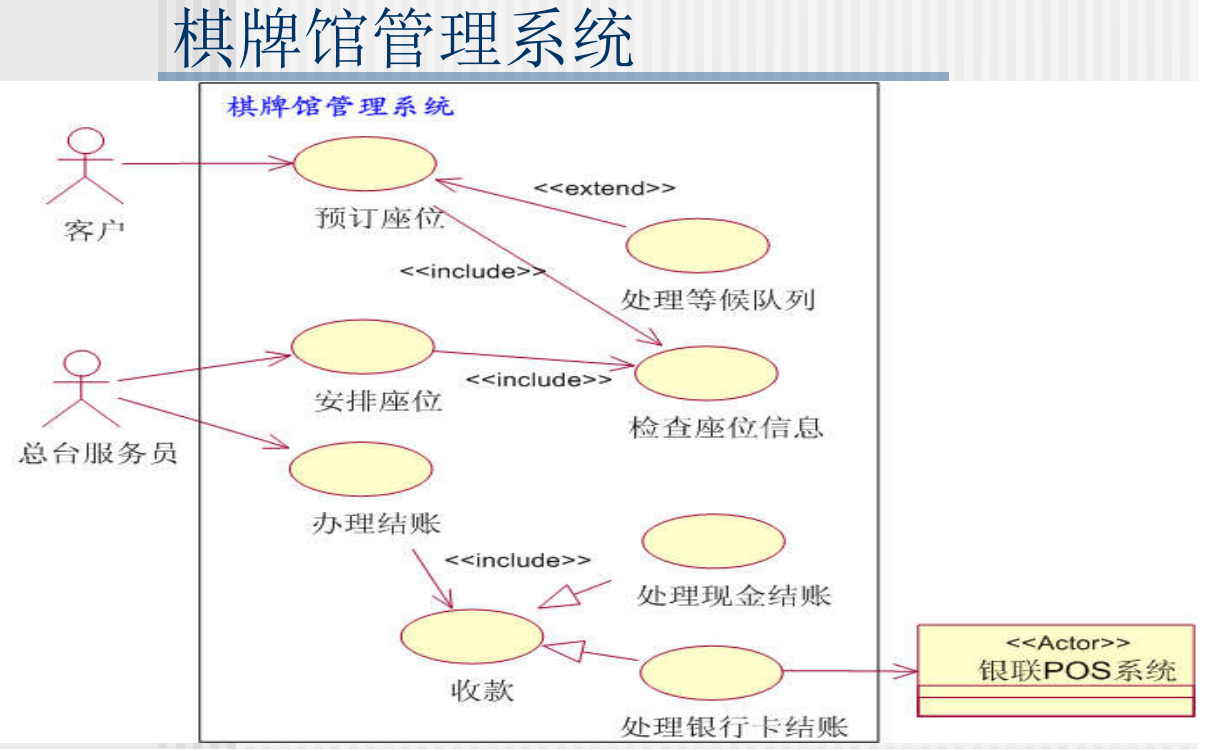 棋牌馆管理系统
棋牌馆管理系统
<<extend>>
预订座位
客户
<<include>>
处理等候队列
<<include>>
安排座位
检查座位信息
总台服务员
办理结账
<<include>>
处理现金结账
<<Actor>>
银联POS系统
收款
处理银行卡结账